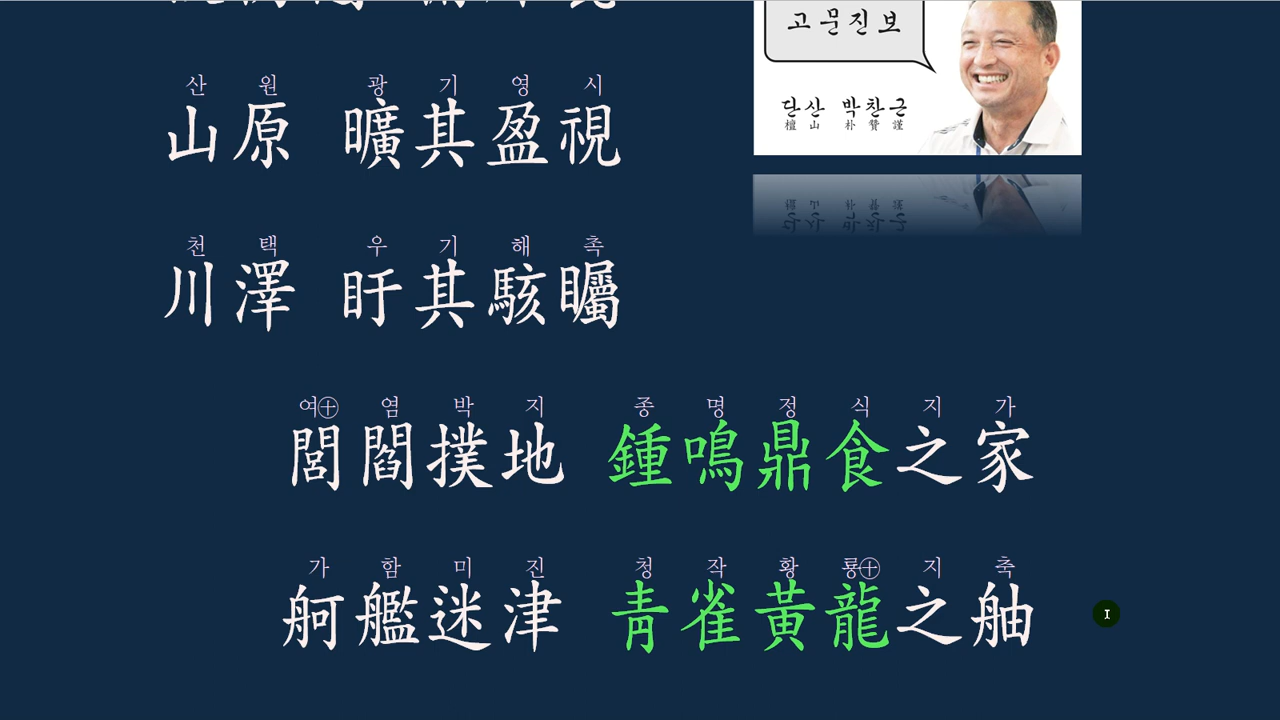 고문진보
단산 박찬근
檀山 朴贊謹
산원 광기영시
山原 曠其盈視
천택 우기해촉
川澤 盱其駭矚
여㊉염박지 종명정식지가
閭閻撲地 鍾鳴鼎食之家
가함미진 청작황룡㊉지축
舸艦迷津 青雀黃龍之舳